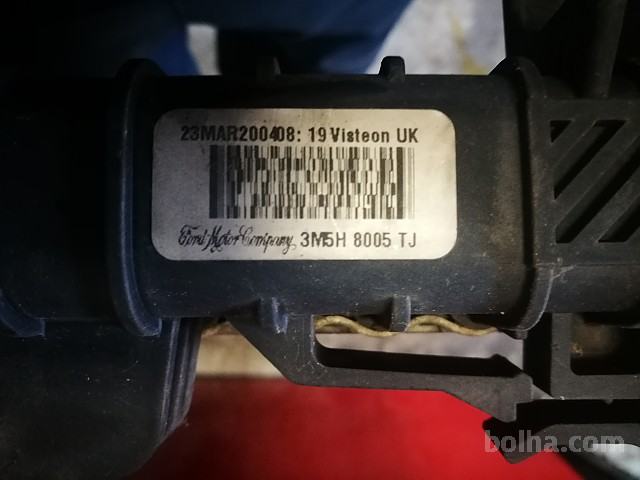 23MAR200408: 19 Visteon UK
Ford Motor Company 3M5H 8005 TJ
bolha.com